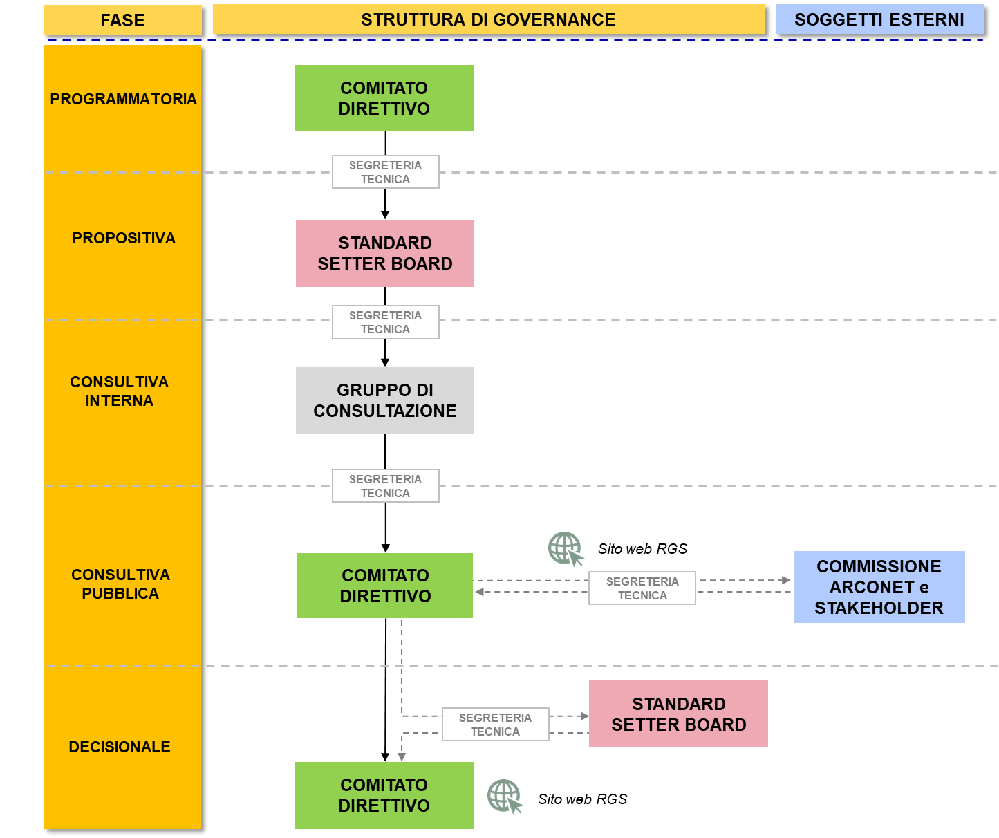 FASE
STRUTTURA DI GOVERNANCE
SOGGETTI ESTERNI
PROGRAMMATORIA
COMITATO
DIRETTIVO
SEGRETERIA
TECNICA
PROPOSITIVA
STANDARD
SETTER BOARD
SEGRETERIA
TECNICA
CONSULTIVA
INTERNA
GRUPPO DI
CONSULTAZIONE
SEGRETERIA
TECNICA
CONSULTIVA
PUBBLICA
COMITATO
DIRETTIVO
Sito web RGS
SEGRETERIA
TECNICA
COMMISSIONE
ARCONET e
STAKEHOLDER
DECISIONALE
STANDARD
SETTER BOARD
SEGRETERIA
TECNICA
COMITATO
DIRETTIVO
Sito web RGS